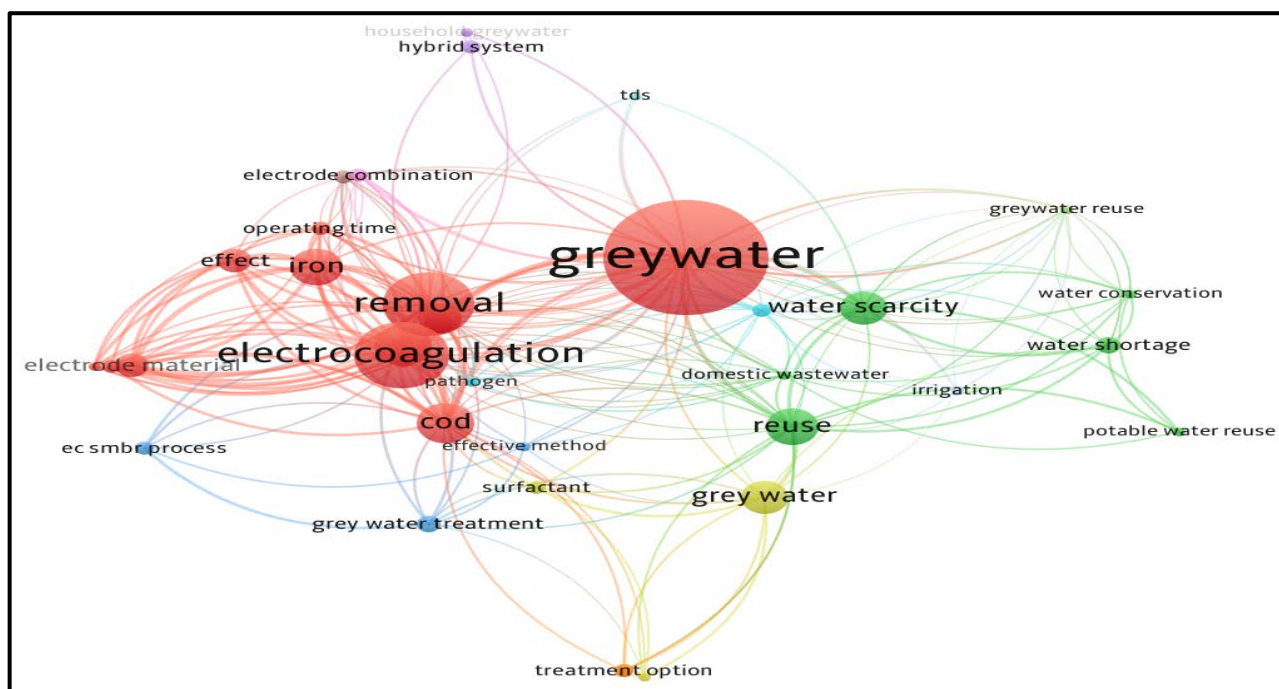 household greywater
hybrid system
tds
electrode combination
greywater reuse
operating time
greywater
effect
iron
removal
water scarcity
water conservation
water shortage
electrocoagulation
electrode material
pathogen
domestic wastewater
irrigation
cod
reuse
potable water reuse
ec smbr process
effective method
surfactant
grey water
grey water treatment
treatment option